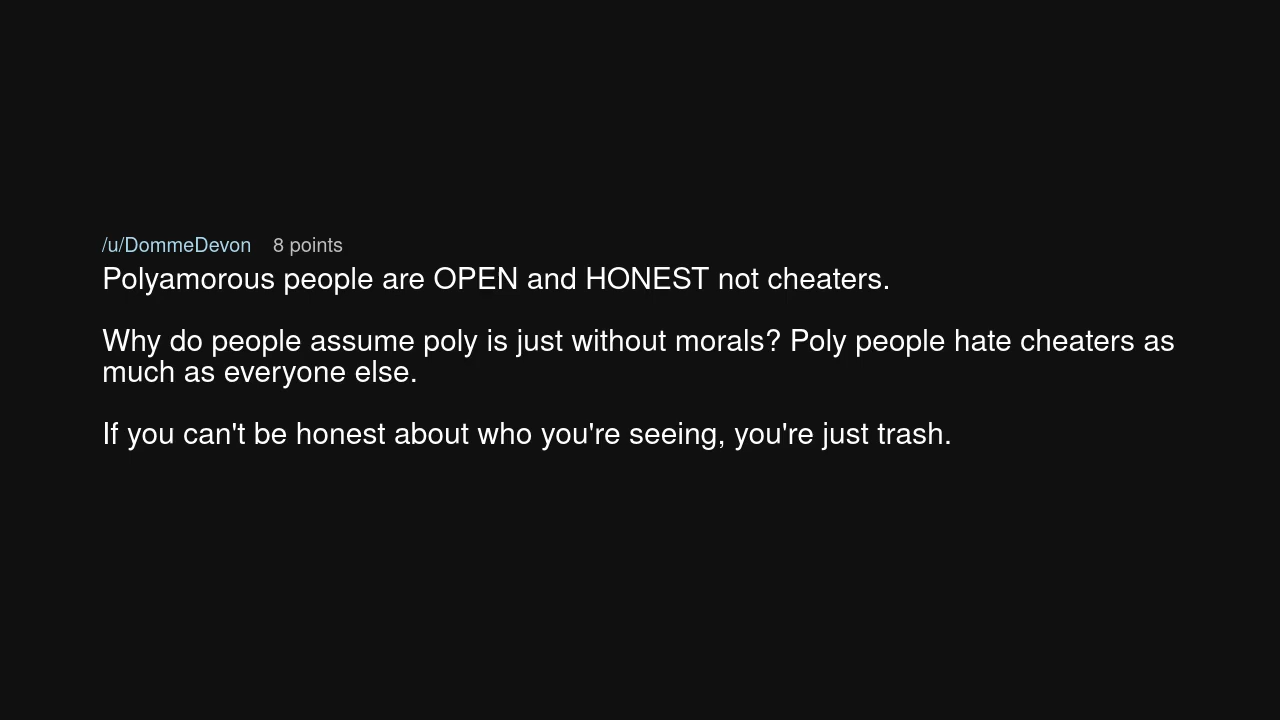 /u/DommeDevon 8 points
Polyamorous people are OPEN and HONEST not cheaters.
Why do people assume poly is just without morals? Poly people hate cheaters as
much as everyone else.
If you can't be honest about who you're seeing, you're just trash.